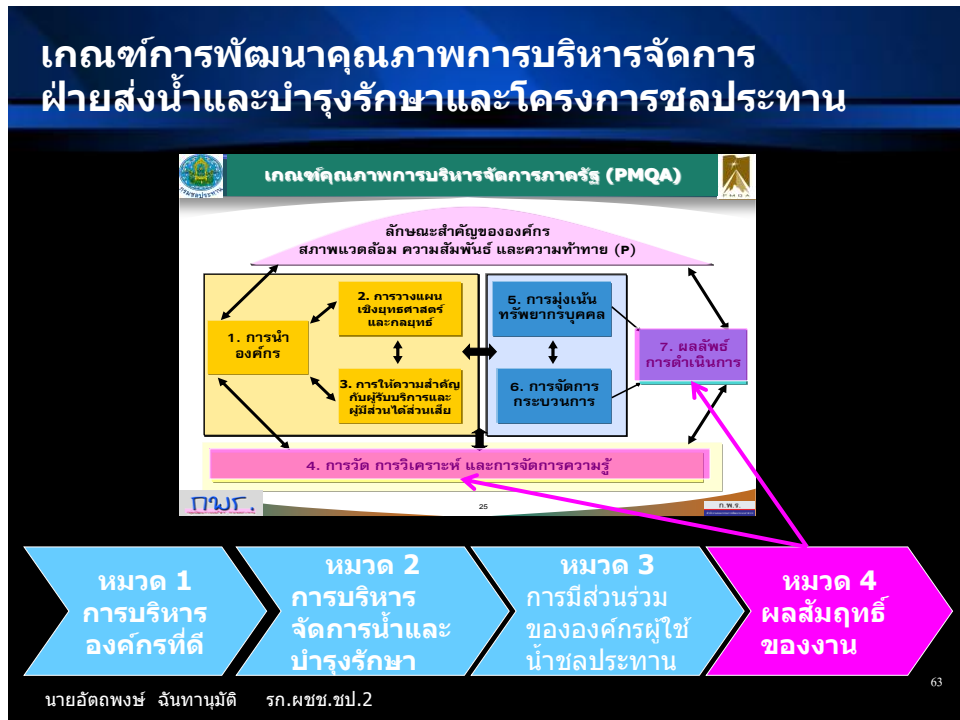 เกณฑ์การพัฒนาคุณภาพการบริหารจัดการ
ฝ่ายส่งน้ำและบำรุงรักษาและโครงการชลประทาน
กรมชลประทาน
เกณฑ์คุณภาพการบริหารจัดการภาครัฐ (PMQA)
PMQA
ลักษณะสำคัญขององค์กร
สภาพแวดล้อม ความสัมพันธ์ และความท้าทาย (P)
1. การนำ
องค์กร
2. การวางแผน
เชิงยุทธศาสตร์
และกลยุทธ์
3. การให้ความสำคัญ
กับผู้รับบริการและ
ผู้มีส่วนได้ส่วนเสีย
5. การมุ่งเน้น
ทรัพยากรบุคคล
6. การจัดการ
กระบวนการ
7. ผลลัพธ์
การดำเนินการ
4. การวัด การวิเคราะห์ และการจัดการความรู้
กพร.
25
ก.พ.ร.
หมวด 1
การบริหาร
องค์กรที่ดี
หมวด 2
การบริหาร
จัดการน้ำและ
บำรุงรักษา
หมวด 3
การมีส่วนร่วม
ขององค์กรผู้ใช้
น้ำชลประทาน
หมวด 4
ผลสัมฤทธิ์
ของงาน
นายอัดถพงษ์ ฉันทานุมัติ รก.ผชช.ชป.2
63